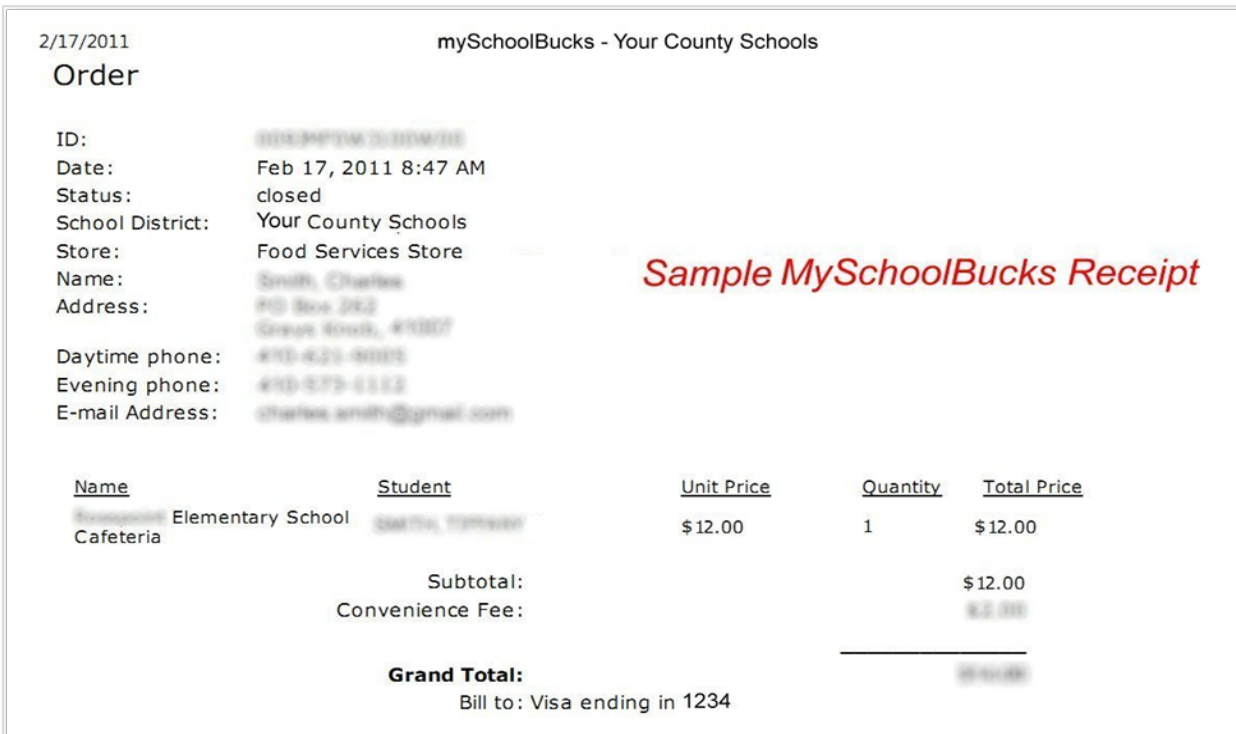 2/17/2011 mySchoolBucks - Your County Schools
Order
ID:
Date: Feb 17, 2011 8:47 AM
Status: closed
School District: Your County Schools
Store: Food Services Store
Sample MySchoolBucks Receipt
Name:
Address:
Daytime phone:
Evening phone:
E-mail Address:
Name Student Unit Price Quantity Total Price
Elementary School
Cafeteria $12.00 1 $12.00
Subtotal: $12.00
Convenience Fee:
Grand Total:
Bill to: Visa ending in 1234